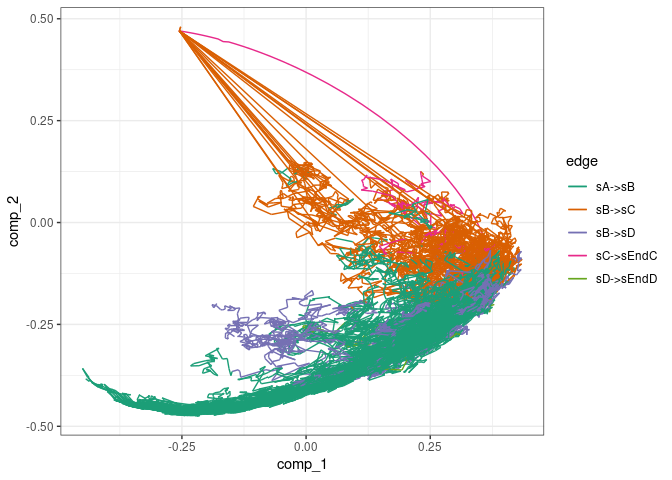 0.50
0.25
0.00
-0.25
-0.50
comp_2
-0.25
0.00
0.25
comp_1
edge
sA->sB
sB->sC
sB->sD
sC->sEndC
sD->sEndD